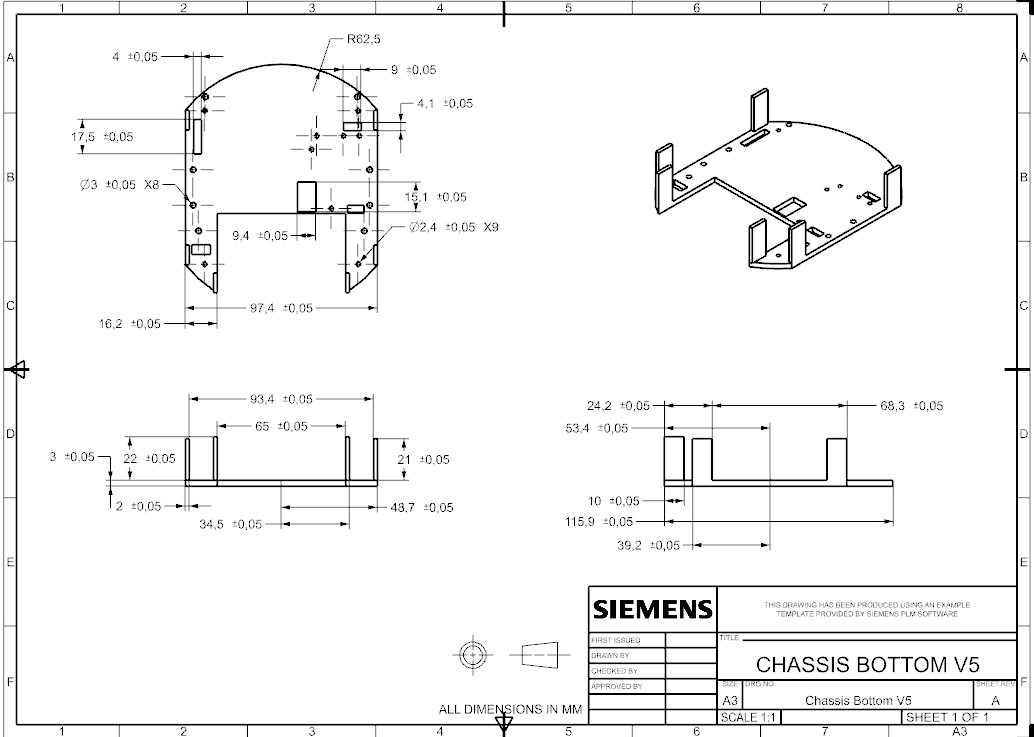 1 2 3 4 5 6 7 8
A A
R62,5
4 ±0,05
9 ±0,05
4,1 ±0,05
17,5 ±0,05
B B
Ø3 ±0,05 X8
15,1 ±0,05
Ø2,4 ±0,05 X9
9,4 ±0,05
C C
97,4 ±0,05
16,2 ±0,05
93,4 ±0,05
24,2 ±0,05 68,3 ±0,05
65 ±0,05
53,4 ±0,05
D D
3 ±0,05 22 ±0,05 21 ±0,05
10 ±0,05
2 ±0,05 48,7 ±0,05
34,5 ±0,05
115,9 ±0,05
39,2 ±0,05
E E
SIEMENS
THIS DRAWING HAS BEEN PRODUCED USING AN EXAMPLE
TEMPLATE PROVIDED BY SIEMENS PLM SOFTWARE
FIRST ISSUED
TITLE
DRAWN BY
CHASSIS BOTTOM V5
CHECKED BY
APPROVED BY
SIZE DRG NO. SHEET REV
F F
A3 Chassis Bottom V5 A
ALL DIMENSIONS IN MM
SCALE 1:1 SHEET 1 OF 1
1 2 3 4 5 6 7 A3